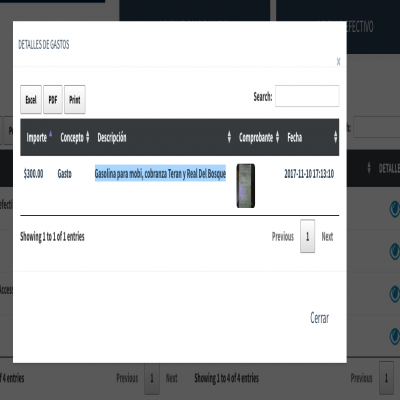 EFECTIVO
DETALLES DE GASTOS
x
Excel PDF Print
Search:
Importe Concepto Descripción Comprobante Fecha
DETALLE
$300.00 Gasto Gasolina para mobi, cobranza Teran y Real Del Bosque 2017-11-10 17:13:10
Showing 1 to 1 of 1 entries
Previous 1 Next
Cerrar
of 4 entries
Previous 1 Next
Showing 1 to 4 of 4 entries
Previous 1